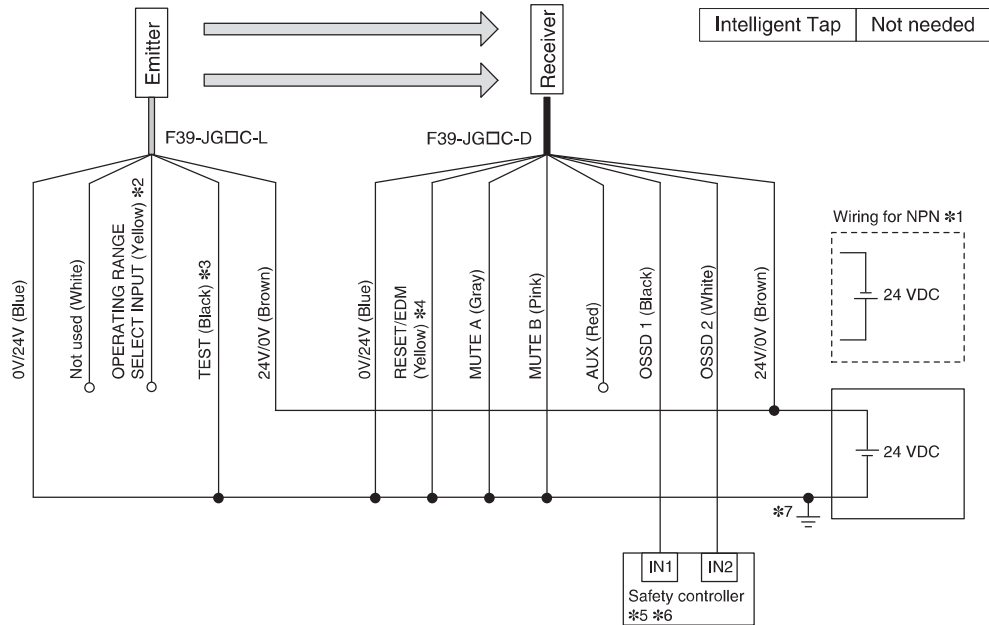 Intelligent Tap Not needed
Emitter
Receiver
F39-JG□C-L
F39-JG□C-D
0V/24V (Blue)
Not used (White)
OPERATING RANGE
SELECT INPUT (Yellow) *2
TEST (Black) *3
24V/0V (Brown)
0V/24V (Blue)
RESET/EDM
(Yellow) *4
MUTE A (Gray)
MUTE B (Pink)
AUX (Red)
OSSD 1 (Black)
OSSD 2 (White)
24V/0V (Brown)
Wiring for NPN *1
24 VDC
24 VDC
*7
IN1
IN2
Safety controller
*5 *6